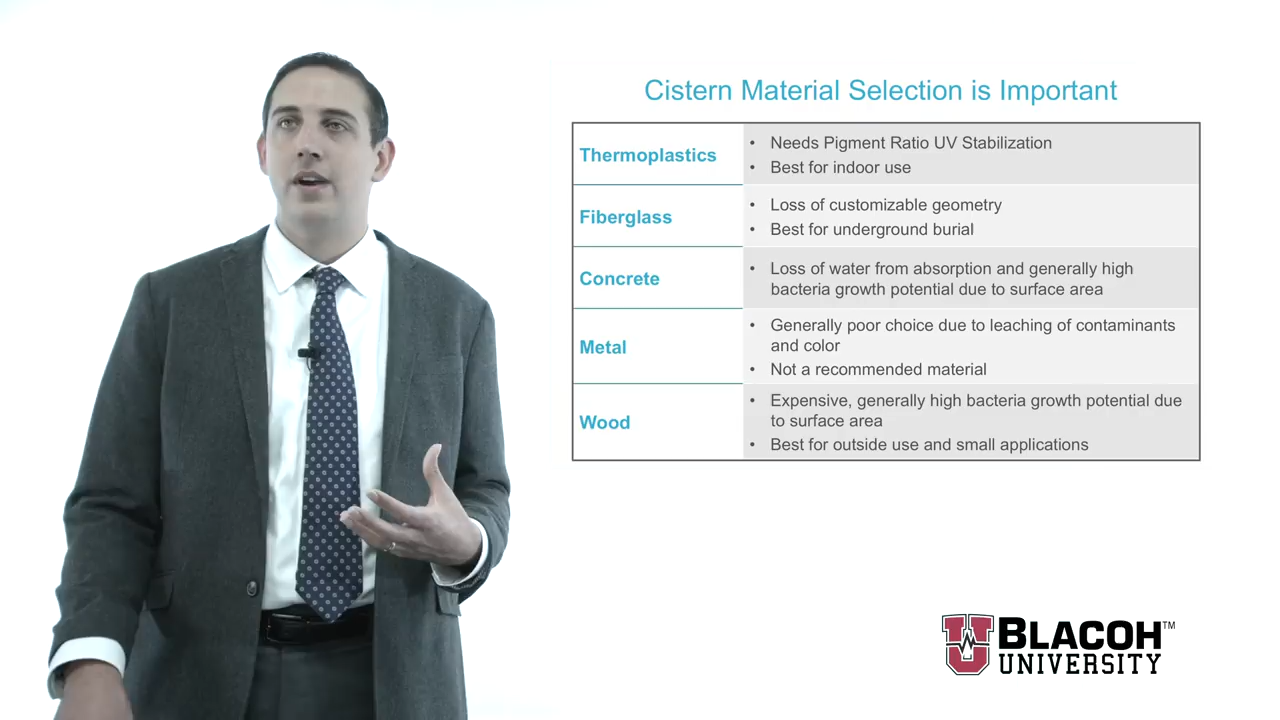 Cistern Material Selection is Important
Thermoplastics
• Needs Pigment Ratio UV Stabilization
• Best for indoor use
Fiberglass
• Loss of customizable geometry
• Best for underground burial
Concrete
• Loss of water from absorption and generally high
bacteria growth potential due to surface area
Metal
• Generally poor choice due to leaching of contaminants
and color
• Not a recommended material
Wood
• Expensive, generally high bacteria growth potential due
to surface area
• Best for outside use and small applications
U BLACOH™
UNIVERSITY